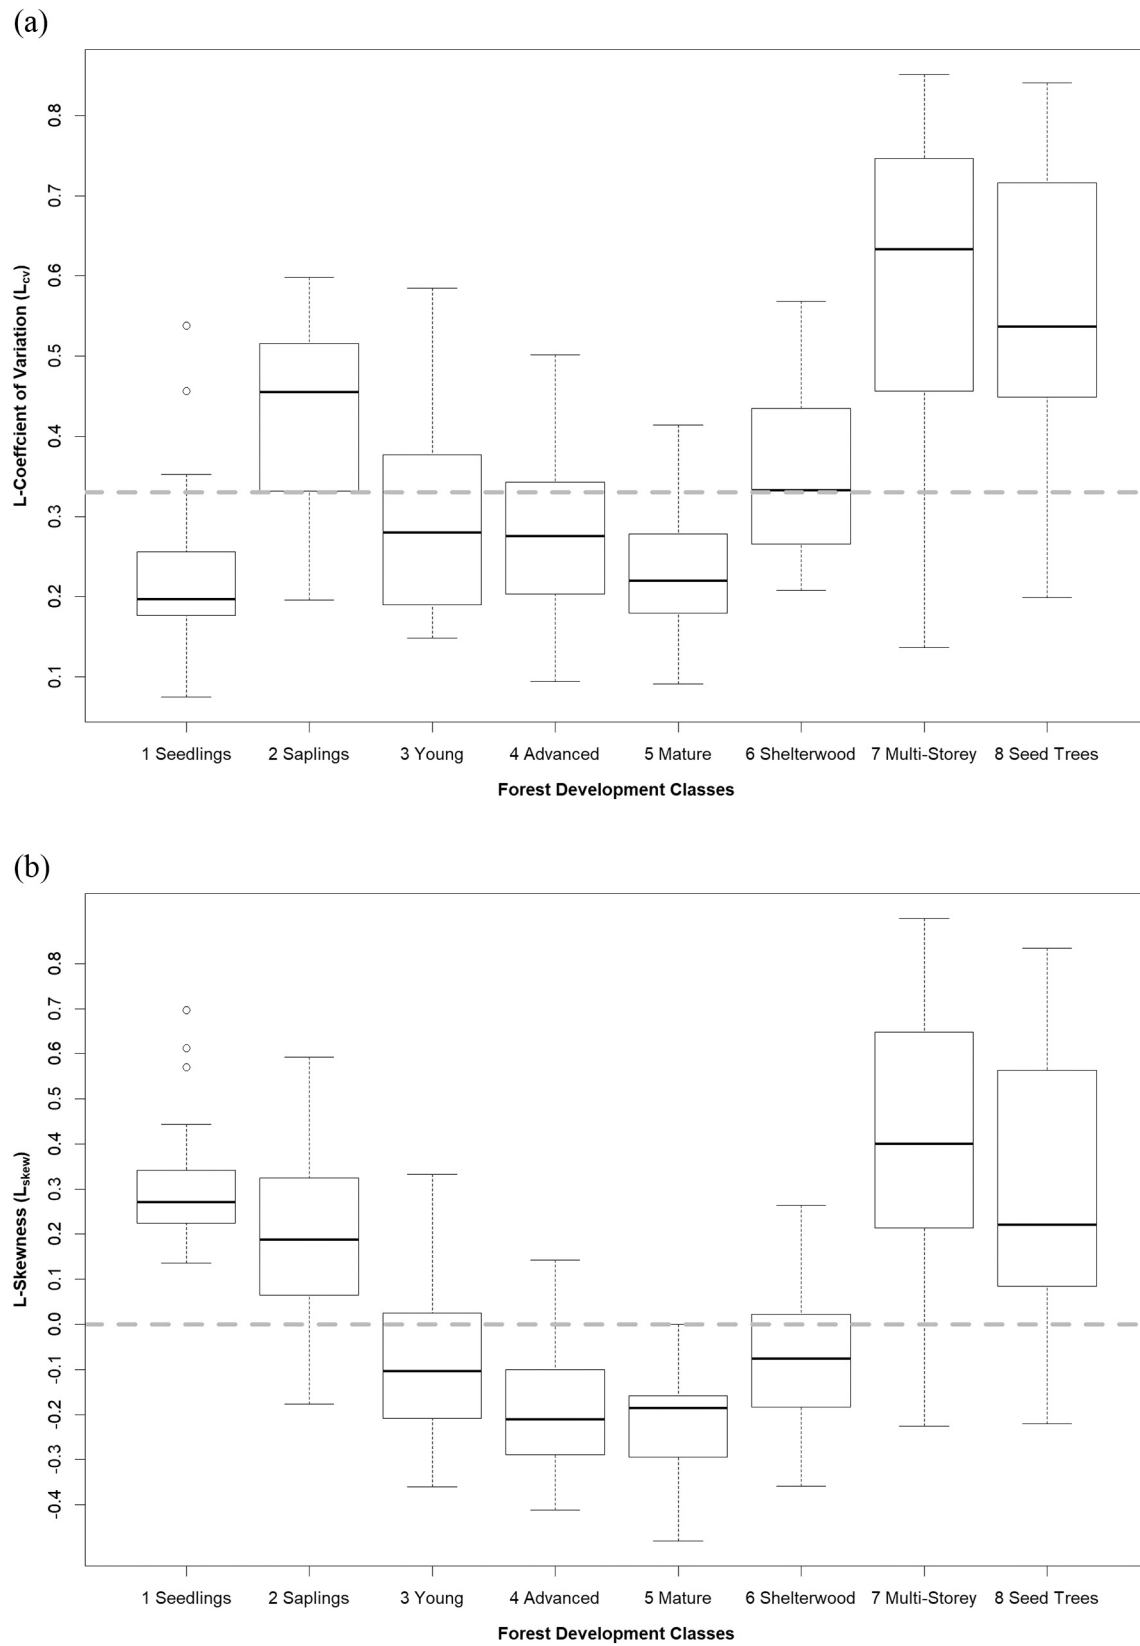 (a)
L-Coeffcient of Variation (Lcv)
0.8
0.7
0.6
0.5
0.4
0.3
0.2
0.1
1 Seedlings 2 Saplings 3 Young 4 Advanced 5 Mature 6 Shelterwood 7 Multi-Storey 8 Seed Trees
Forest Development Classes
(b)
L-Skewness (Lskew)
0.8
0.7
0.6
0.5
0.4
0.3
0.2
0.1
0.0
-0.1
-0.2
-0.3
-0.4
1 Seedlings 2 Saplings 3 Young 4 Advanced 5 Mature 6 Shelterwood 7 Multi-Storey 8 Seed Trees
Forest Development Classes